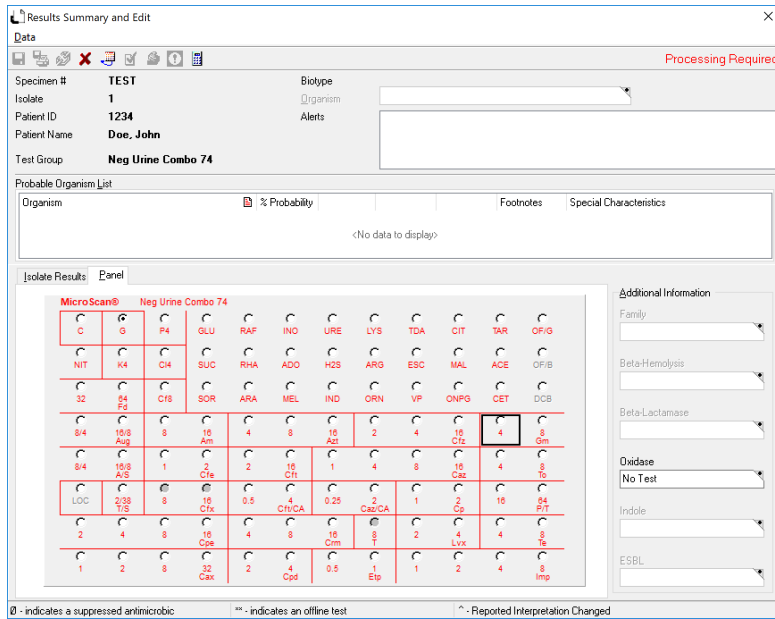 Results Summary and Edit
Data
Processing Required
Specimen # TEST Biotype
Isolate 1 Organism
Patient ID 1234 Alerts
Patient Name Doe, John
Test Group Neg Urine Combo 74
Probable Organism List
Organism % Probability Footnotes Special Characteristics
<No data to display>
Isolate Results Panel
MicroScan® Neg Urine Combo 74
C G P4 GLU RAF INO URE LYS TDA CIT TAR OF/G
NIT K4 Cl4 SUC RHA ADO H2S ARG ESC MAL ACE OF/B
32 64 Cf8 SOR ARA MEL IND ORN VP ONPG CET DCB
Fd
8/4 16/8 8 16 4 8 16 2 4 16 4 8
Aug Am Azt Cfz Gm
8/4 16/8 1 2 2 16 1 4 8 16 4 8
A/S Cfe Cft Caz To
LOC 2/38 8 16 0.5 4 0.25 2 1 2 16 64
T/S Cfx Cft/CA Caz/CA Cp P/T
2 4 8 16 4 8 16 8 2 4 4 8
Cpe Crm T Lvx Te
1 2 8 32 2 4 0.5 1 1 2 4 8
Cax Cpd Etp Imp
Additional Information
Family
Beta-Hemolysis
Beta-Lactamase
Oxidase
No Test
Indole
ESBL
Ø - indicates a suppressed antimicrobic ** - indicates an offline test ^ - Reported Interpretation Changed